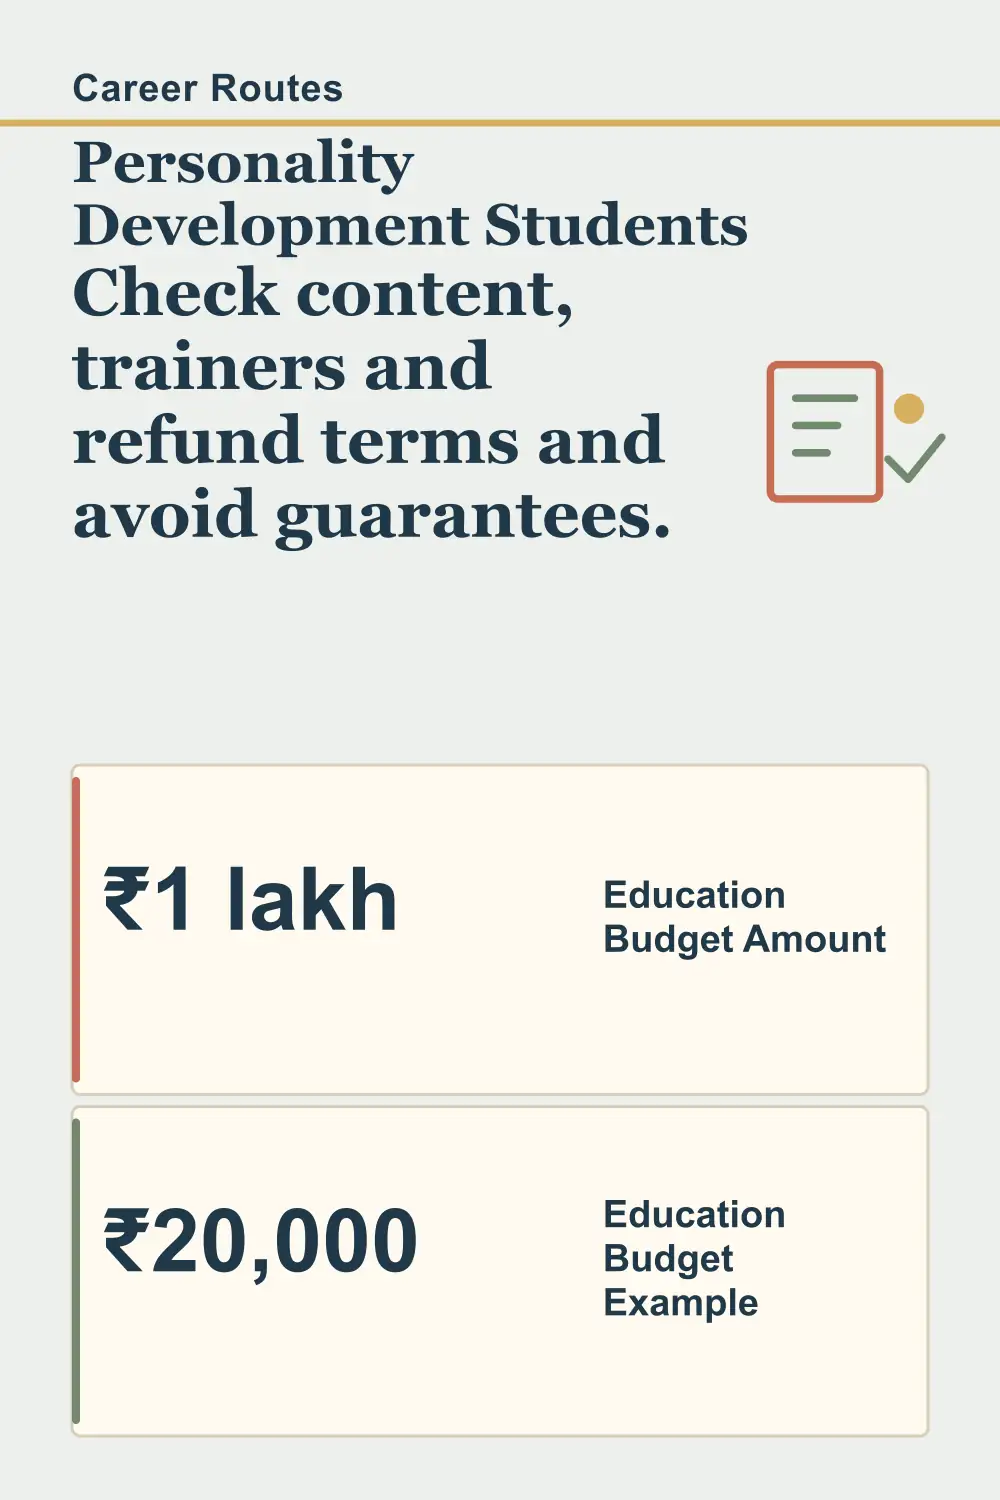 Career Routes
Personality
Development Students
Check content,
trainers and
refund terms and
avoid guarantees.
₹1 lakh
Education
Budget Amount
₹20,000
Education
Budget
Example